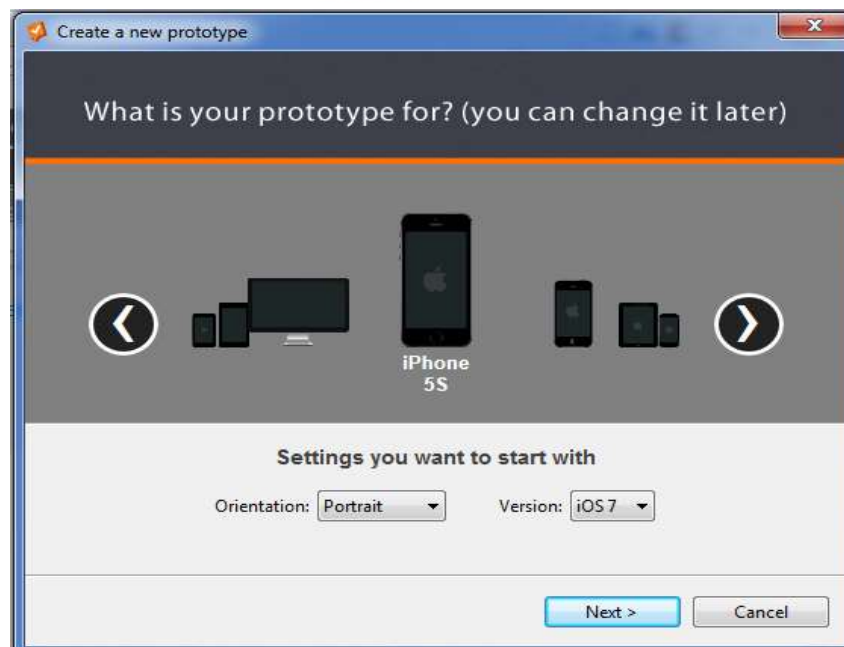 Create a new prototype
What is your prototype for? (you can change it later)
iPhone
5S
Settings you want to start with
Orientation: Portrait Version: iOS 7
Next > Cancel